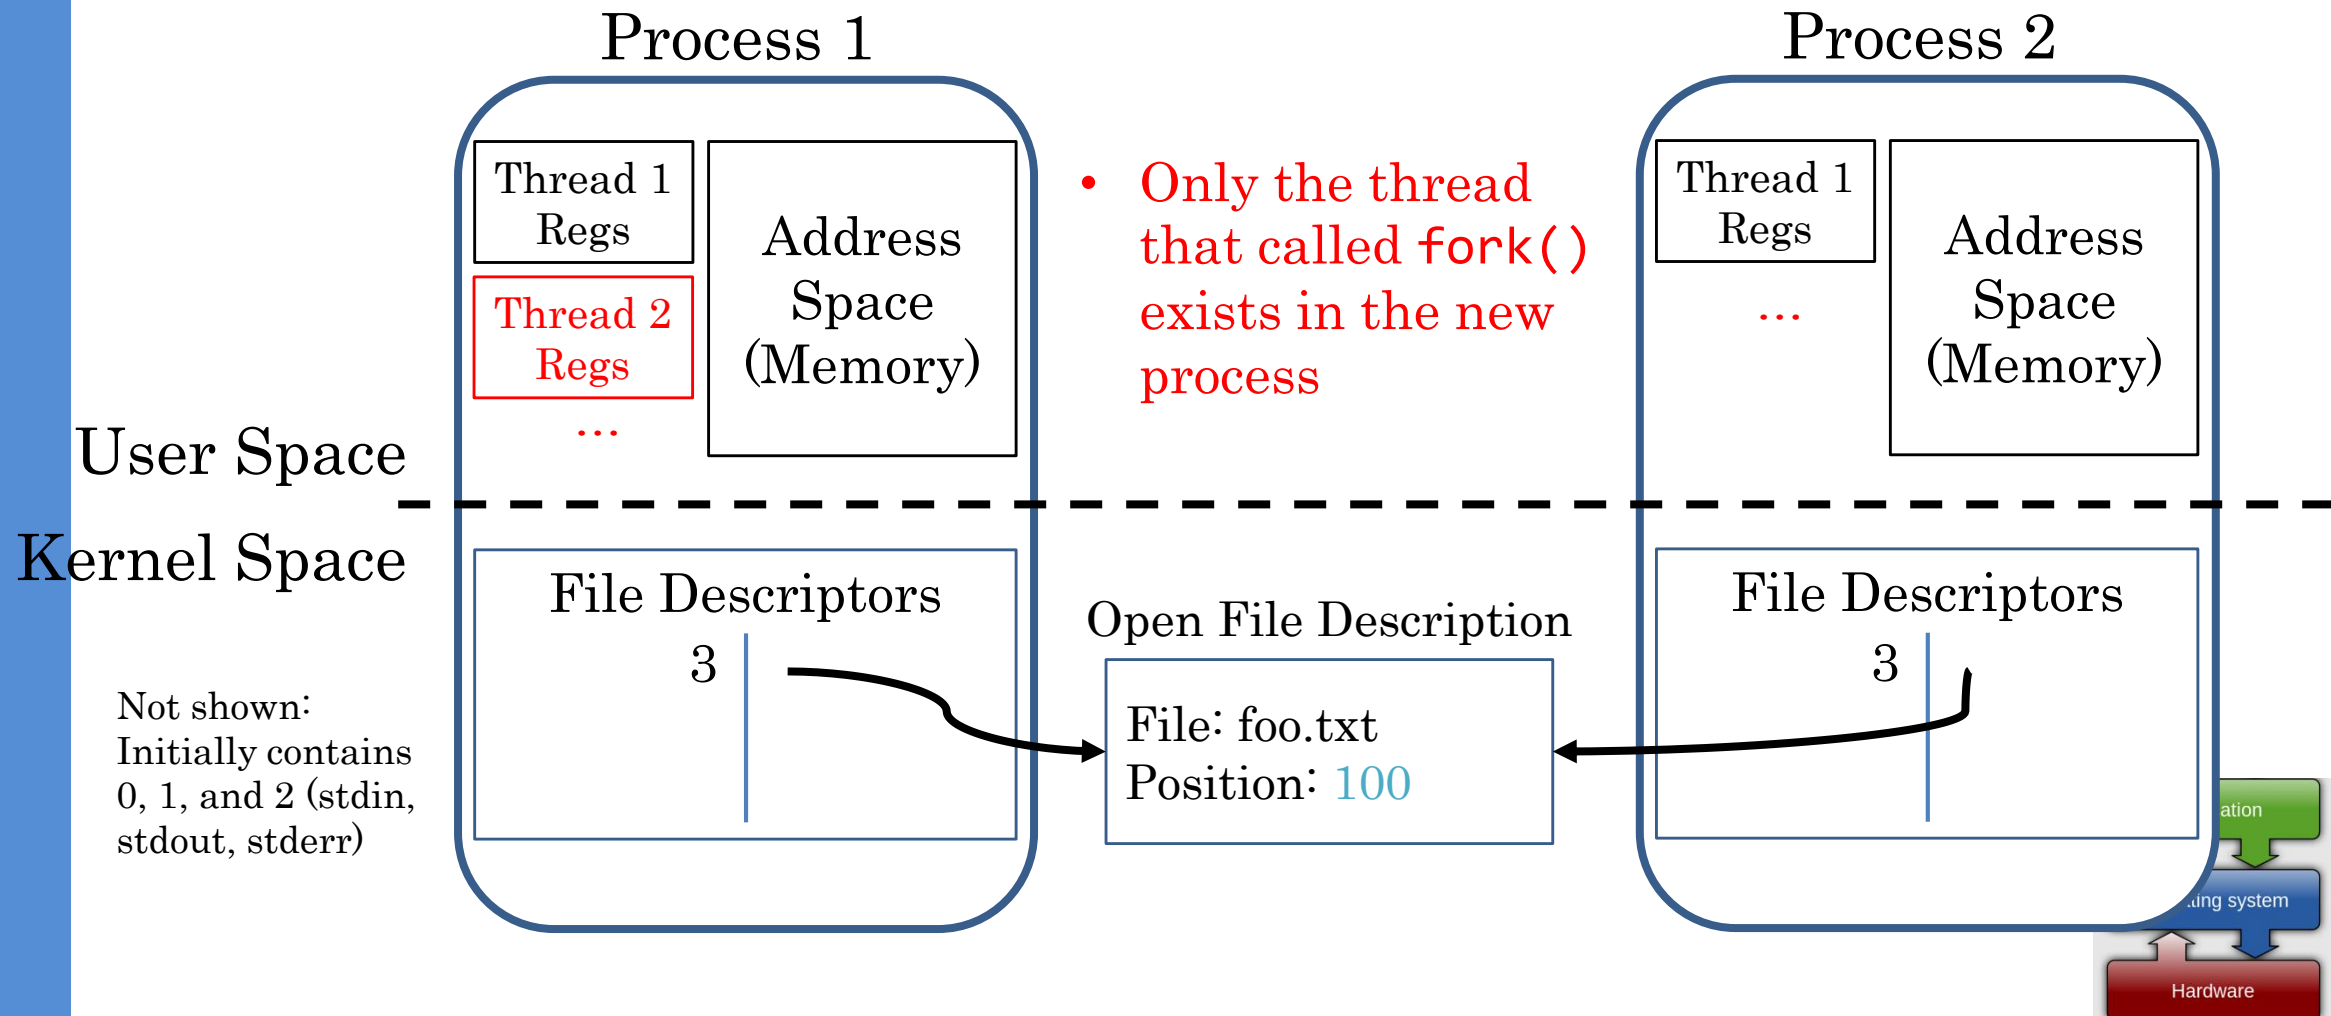 Process 1
Process 2
Thread 1
Regs
Thread 2
Regs
...
Address
Space
(Memory)
• Only the thread
that called fork()
exists in the new
process
Thread 1
Regs
...
Address
Space
(Memory)
User Space
Kernel Space
File Descriptors
3
Open File Description
File: foo.txt
Position: 100
File Descriptors
3
Not shown:
Initially contains
0, 1, and 2 (stdin,
stdout, stderr)
ation
system
Hardware